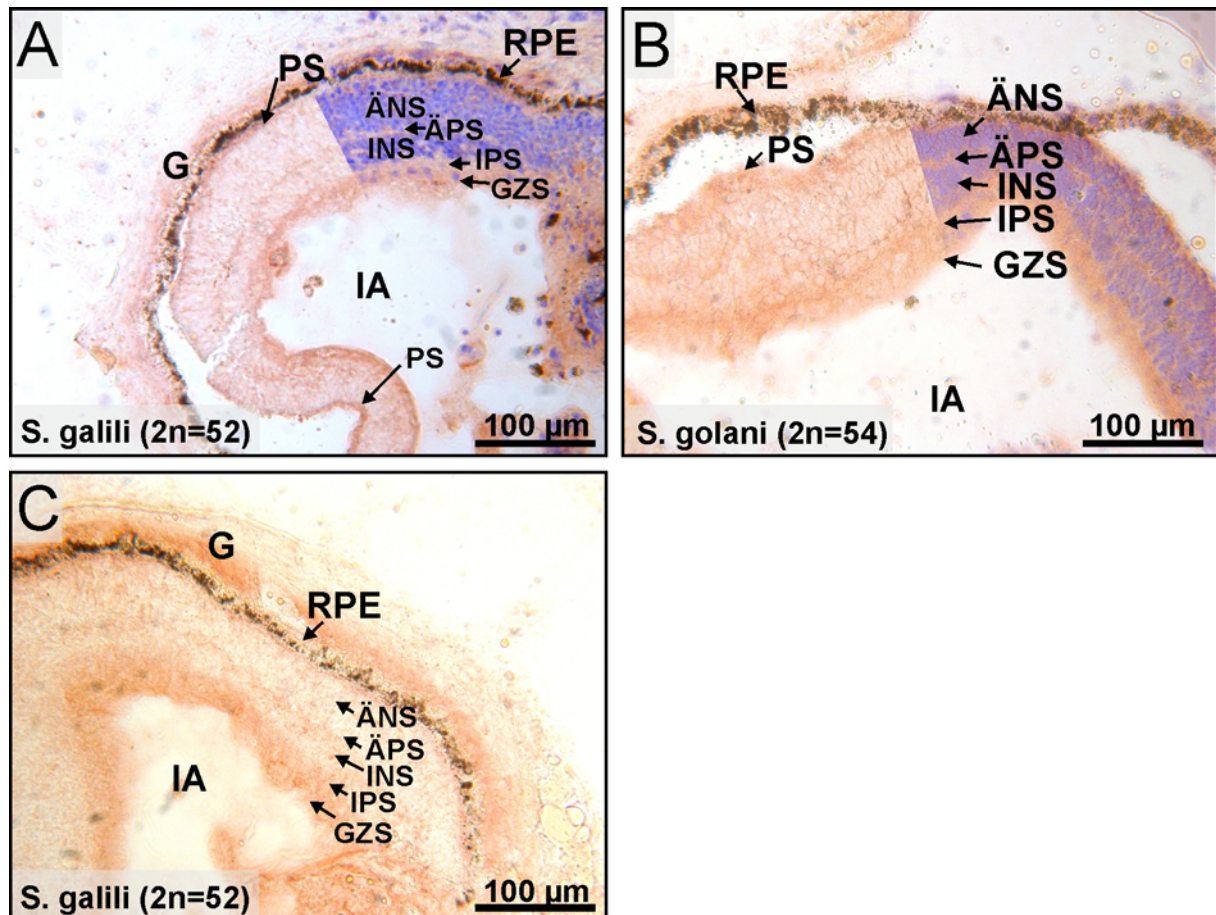 A
PS
RPE
ÄNS
ÄPS
INS
IPS
GZS
G
IA
PS
S. galili (2n=52)
100 µm
B
RPE
ÄNS
PS
ÄPS
INS
IPS
GZS
IA
S. golani (2n=54)
100 µm
C
G
RPE
ÄNS
ÄPS
INS
IPS
GZS
IA
S. galili (2n=52)
100 µm